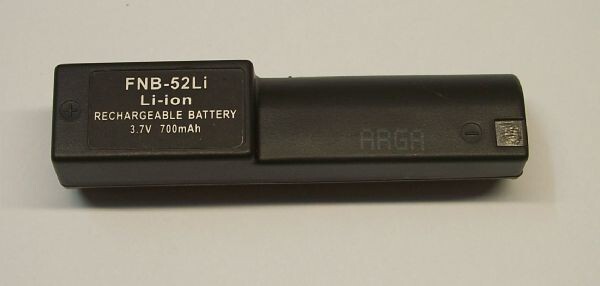 FNB-52Li
Li-ion
RECHARGEABLE BATTERY
3.7V 700mAh
ARGA